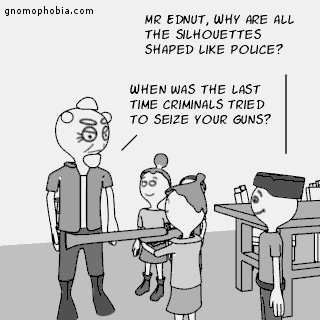 gnomophobia.com
MR EDNUT, WHY ARE ALL
THE SILHOUETTES
SHAPED LIKE POLICE?
WHEN WAS THE LAST
TIME CRIMINALS TRIED
TO SEIZE YOUR GUNS?